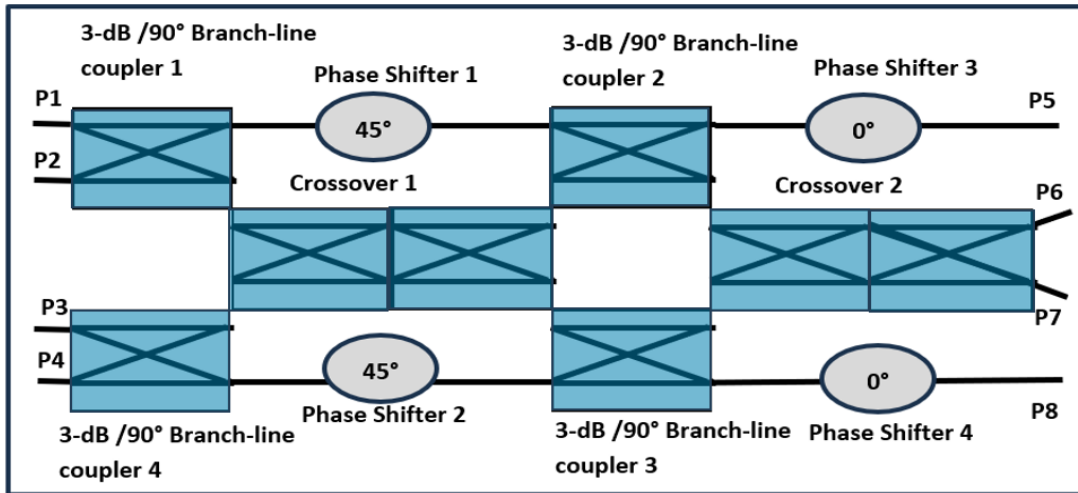 3-dB /90° Branch-line
coupler 1
3-dB /90° Branch-line
coupler 2
Phase Shifter 1
Phase Shifter 3
P1
45°
0°
P5
P2
Crossover 1
Crossover 2
P6
P3
P7
P4
45°
0°
Phase Shifter 2
Phase Shifter 4
P8
3-dB /90° Branch-line
coupler 4
3-dB /90° Branch-line
coupler 3